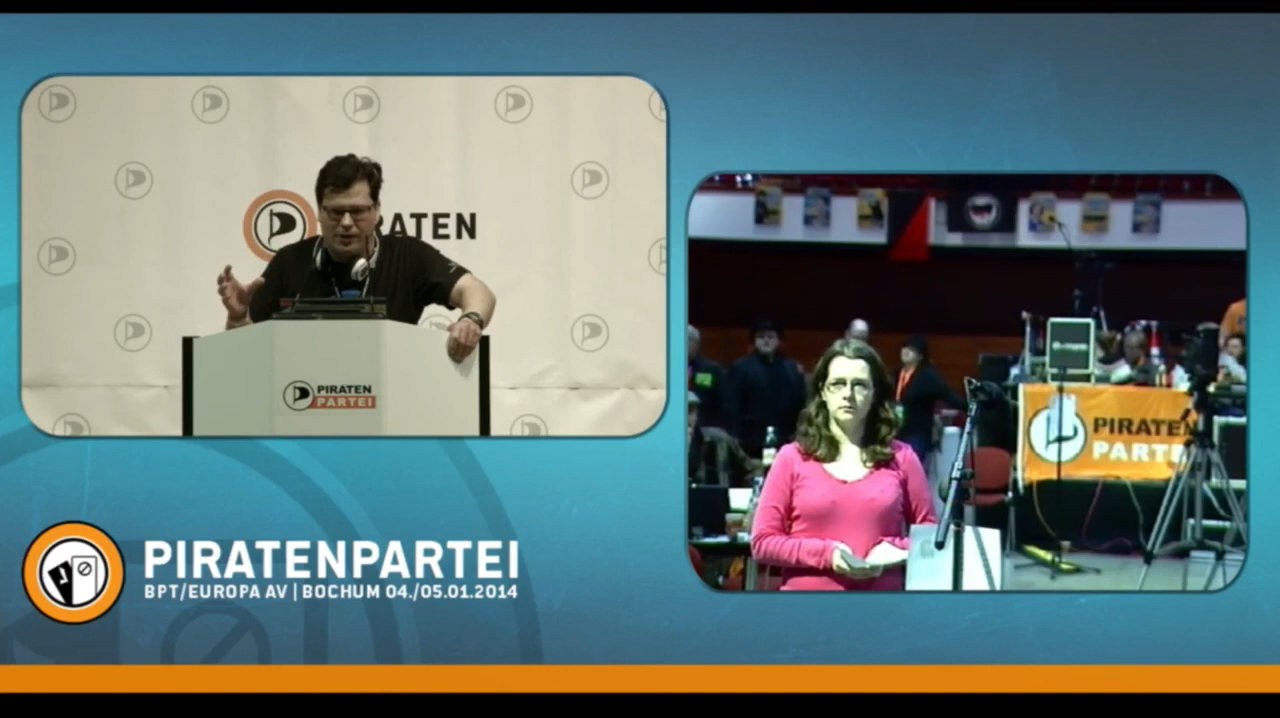 PIRATEN
PIRATEN
PARTEI
PIRATEN
PARTEI
PIRATENPARTEI
BPT/EUROPA AV | BOCHUM 04./05.01.2014